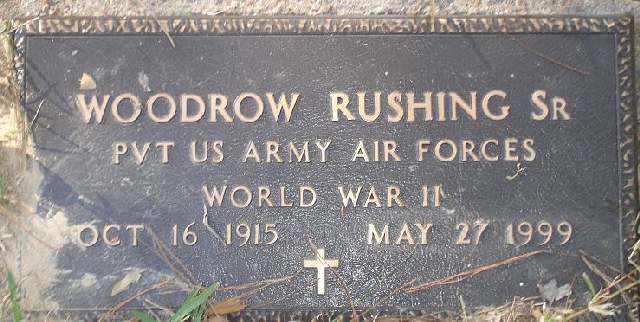 WOODROW RUSHING SR
PVT US ARMY AIR FORCES
WORLD WAR II
OCT 16 1915 MAY 27 1999